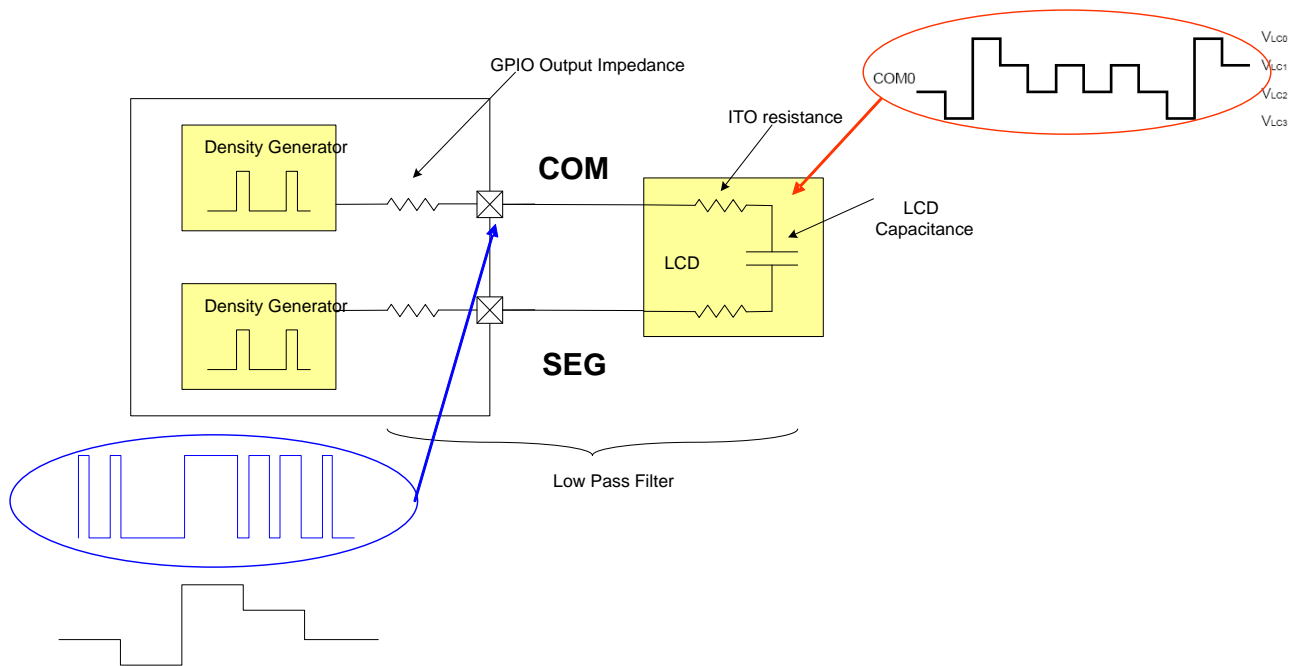 GPIO Output Impedance
COM0
VLC0
VLC1
VLC2
VLC3
ITO resistance
Density Generator
COM
LCD
Capacitance
LCD
Density Generator
SEG
Low Pass Filter